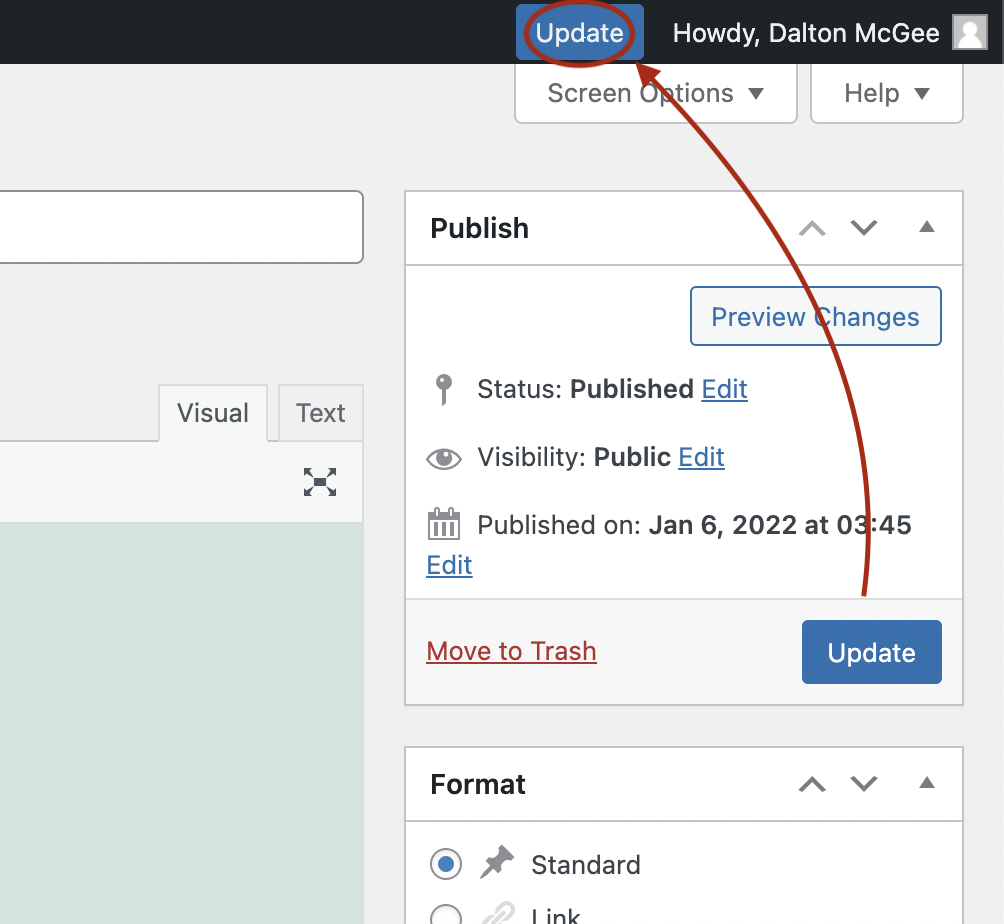 Update Howdy, Dalton McGee
Screen Options ▼ Help ▼
Publish
Preview Changes
Visual Text
Status: Published Edit
Visibility: Public Edit
Published on: Jan 6, 2022 at 03:45
Edit
Move to Trash Update
Format
Standard
Link